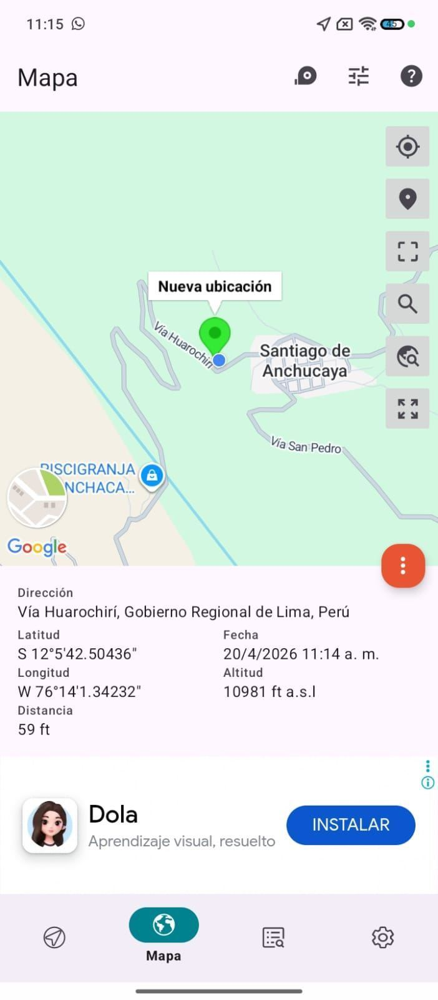 11:15
45
Mapa
Nueva ubicación
Vía Huarochirí
Santiago de
Anchucaya
Vía San Pedro
PISCIGRANJA
NCHACA...
Google
Dirección
Vía Huarochirí, Gobierno Regional de Lima, Perú
Latitud
Fecha
S 12°5'42.50436"
20/4/2026 11:14 a. m.
Longitud
Altitud
W 76°14'1.34232"
10981 ft a.s.l
Distancia
59 ft
Dola
Aprendizaje visual, resuelto
INSTALAR
Mapa